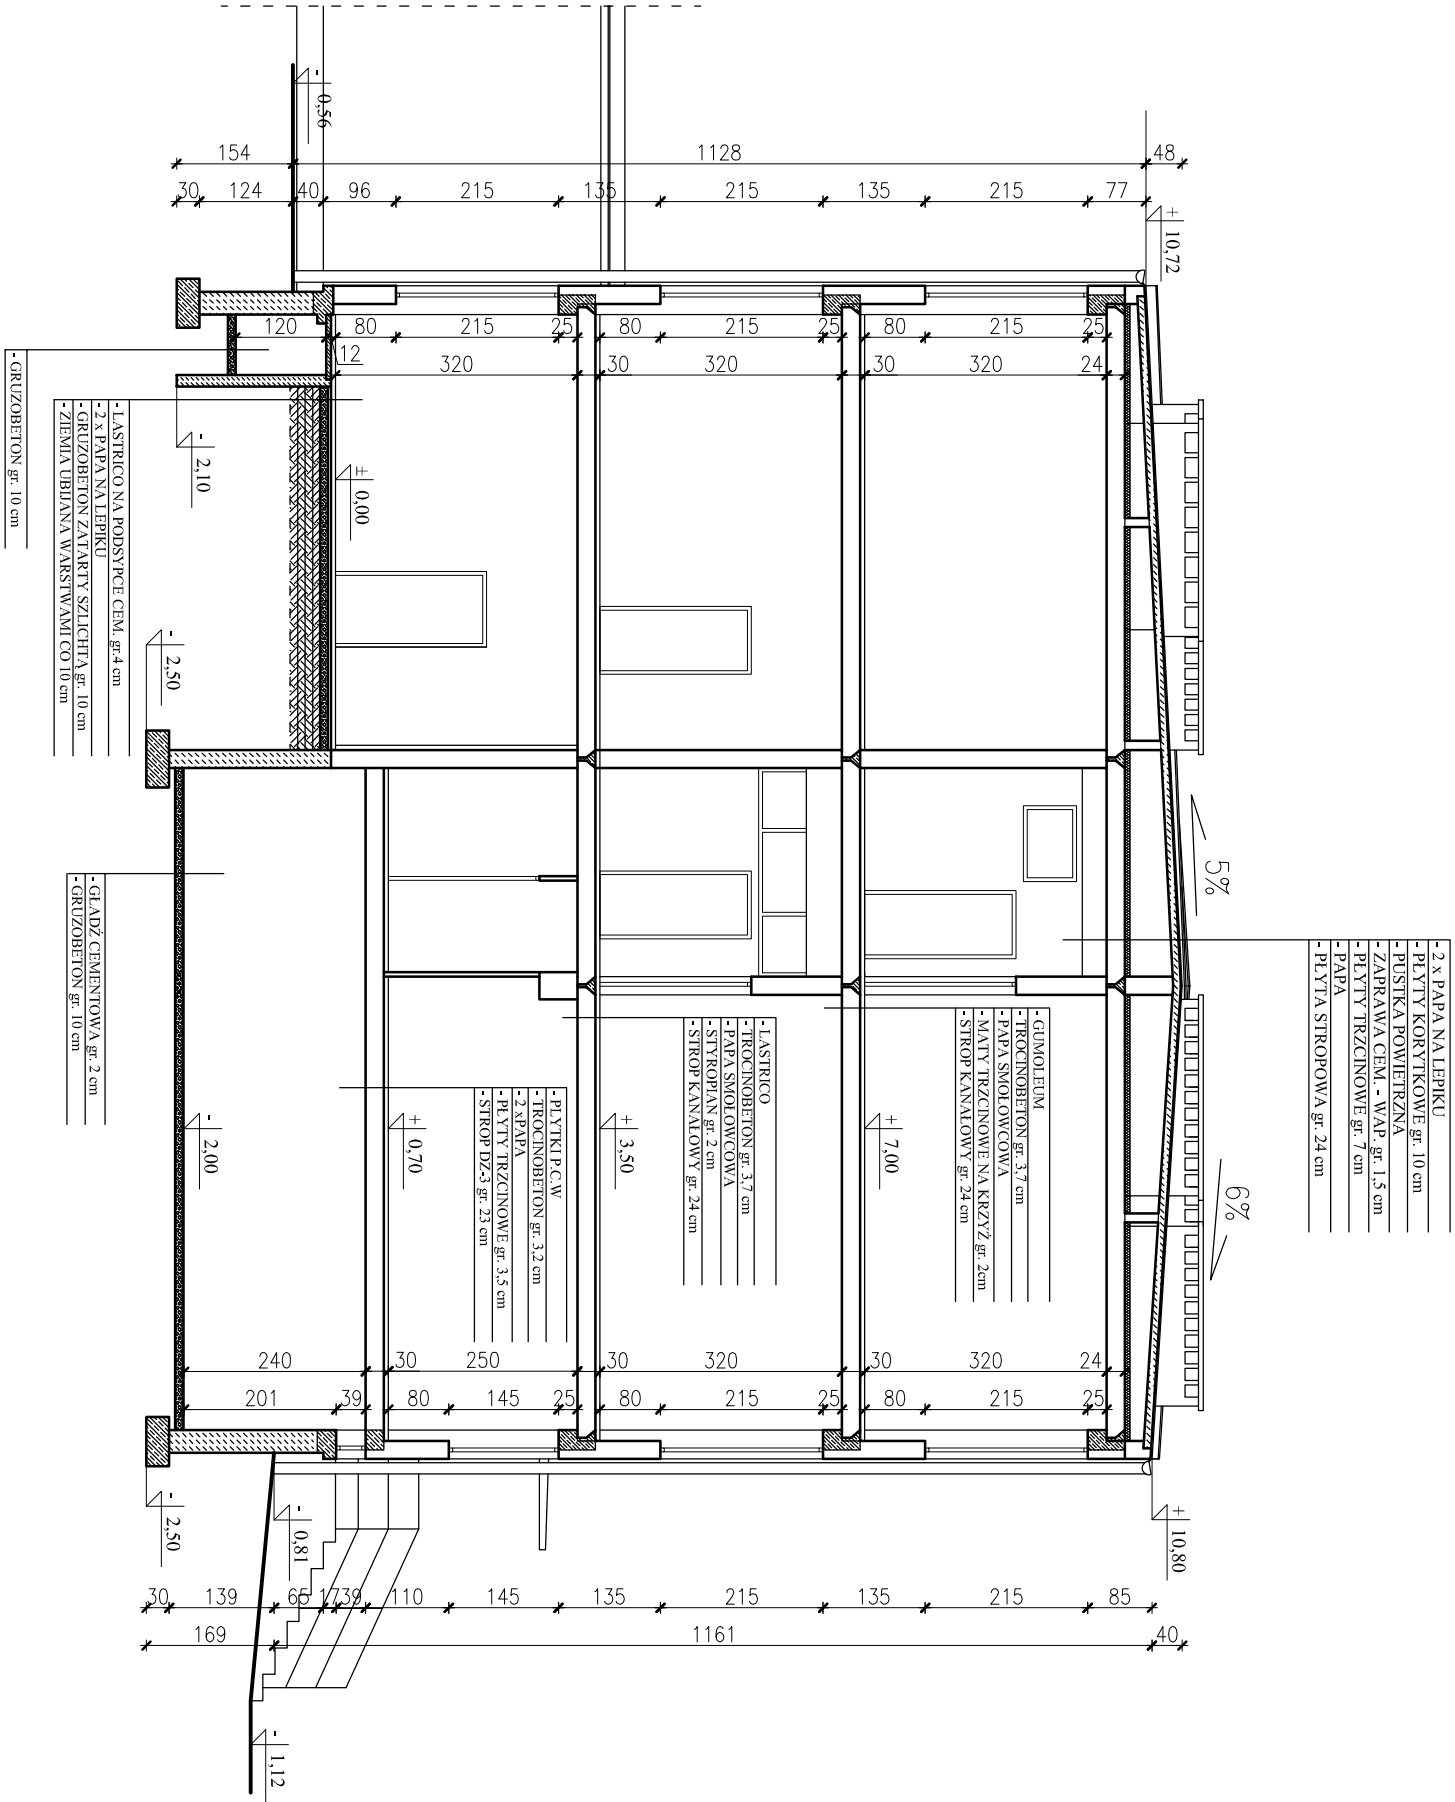 - 2 x PAPA NA LEPIKU
- PŁYTY KORYTKOWE gr. 10 cm
- PUSTKA POWIETRZNA
- ZAPRAWA CEM. - WAP. gr. 1,5 cm
- PŁYTY TRZCINOWE gr. 7 cm
- PAPA
- PŁYTA STROPOWA gr. 24 cm
5%
6%
48
1128
154
77
215
135
215
135
215
96
40
124
30
+ 10,72
+ 10,80
- 0,56
25
215
80
25
215
80
25
215
80
120
12
24
320
30
320
30
320
- GUMOLEUM
- TROCINOBETON gr. 3,7 cm
- PAPA SMOŁOWCOWA
- MATY TRZCINOWE NA KRZYŻ gr. 2cm
- STROP KANAŁOWY gr. 24 cm
+ 7,00
- LASTRICO
- TROCINOBETON gr. 3,7 cm
- PAPA SMOŁOWCOWA
- STYROPIAN gr. 2 cm
- STROP KANAŁOWY gr. 24 cm
+ 3,50
- PLYTKI P.C.W
- TROCINOBETON gr. 3,2 cm
- 2 xPAPA
- PŁYTY TRZCINOWE gr. 3,5 cm
- STROP DZ-3 gr. 23 cm
+ 0,70
± 0,00
- 2,00
- 2,10
- 2,50
24
320
30
320
30
250
30
240
25
215
80
25
215
80
25
145
80
39
201
- LASTRICO NA PODSYPCE CEM. gr.4 cm
- 2 x PAPA NA LEPIKU
- GRUZOBETON ZATARTY SZLICHTA gr. 10 cm
- ZIEMIA UBIJANA WARSTWAMI CO 10 cm
- GRUZOBETON gr. 10 cm
- GŁADŹ CEMENTOWA gr. 2 cm
- GRUZOBETON gr. 10 cm
- 2,50
- 0,81
- 1,12
85
215
135
215
135
145
110
39
17
65
139
30
40
1161
169